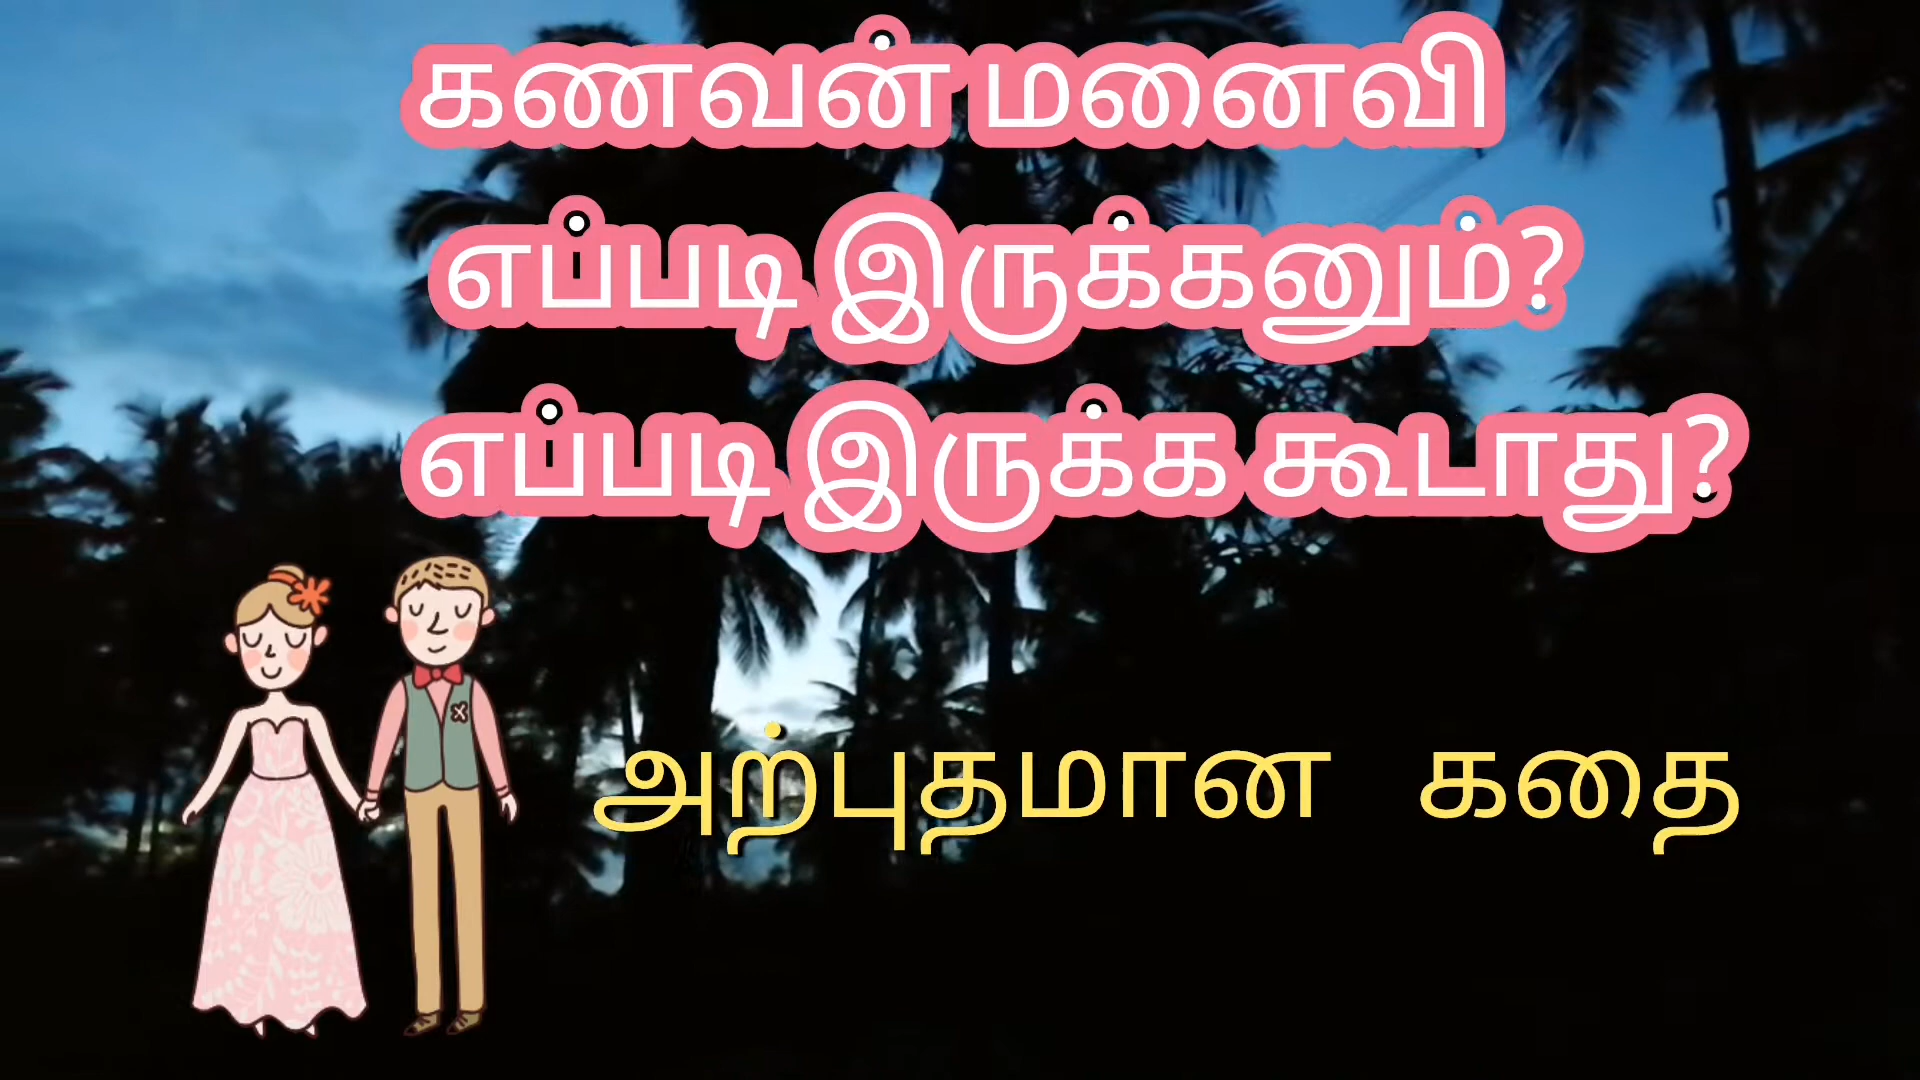 கணவன் மனைவி
எப்படி இருக்கனும்?
எப்படி இருக்க கூடாது?
அற்புதமான கதை